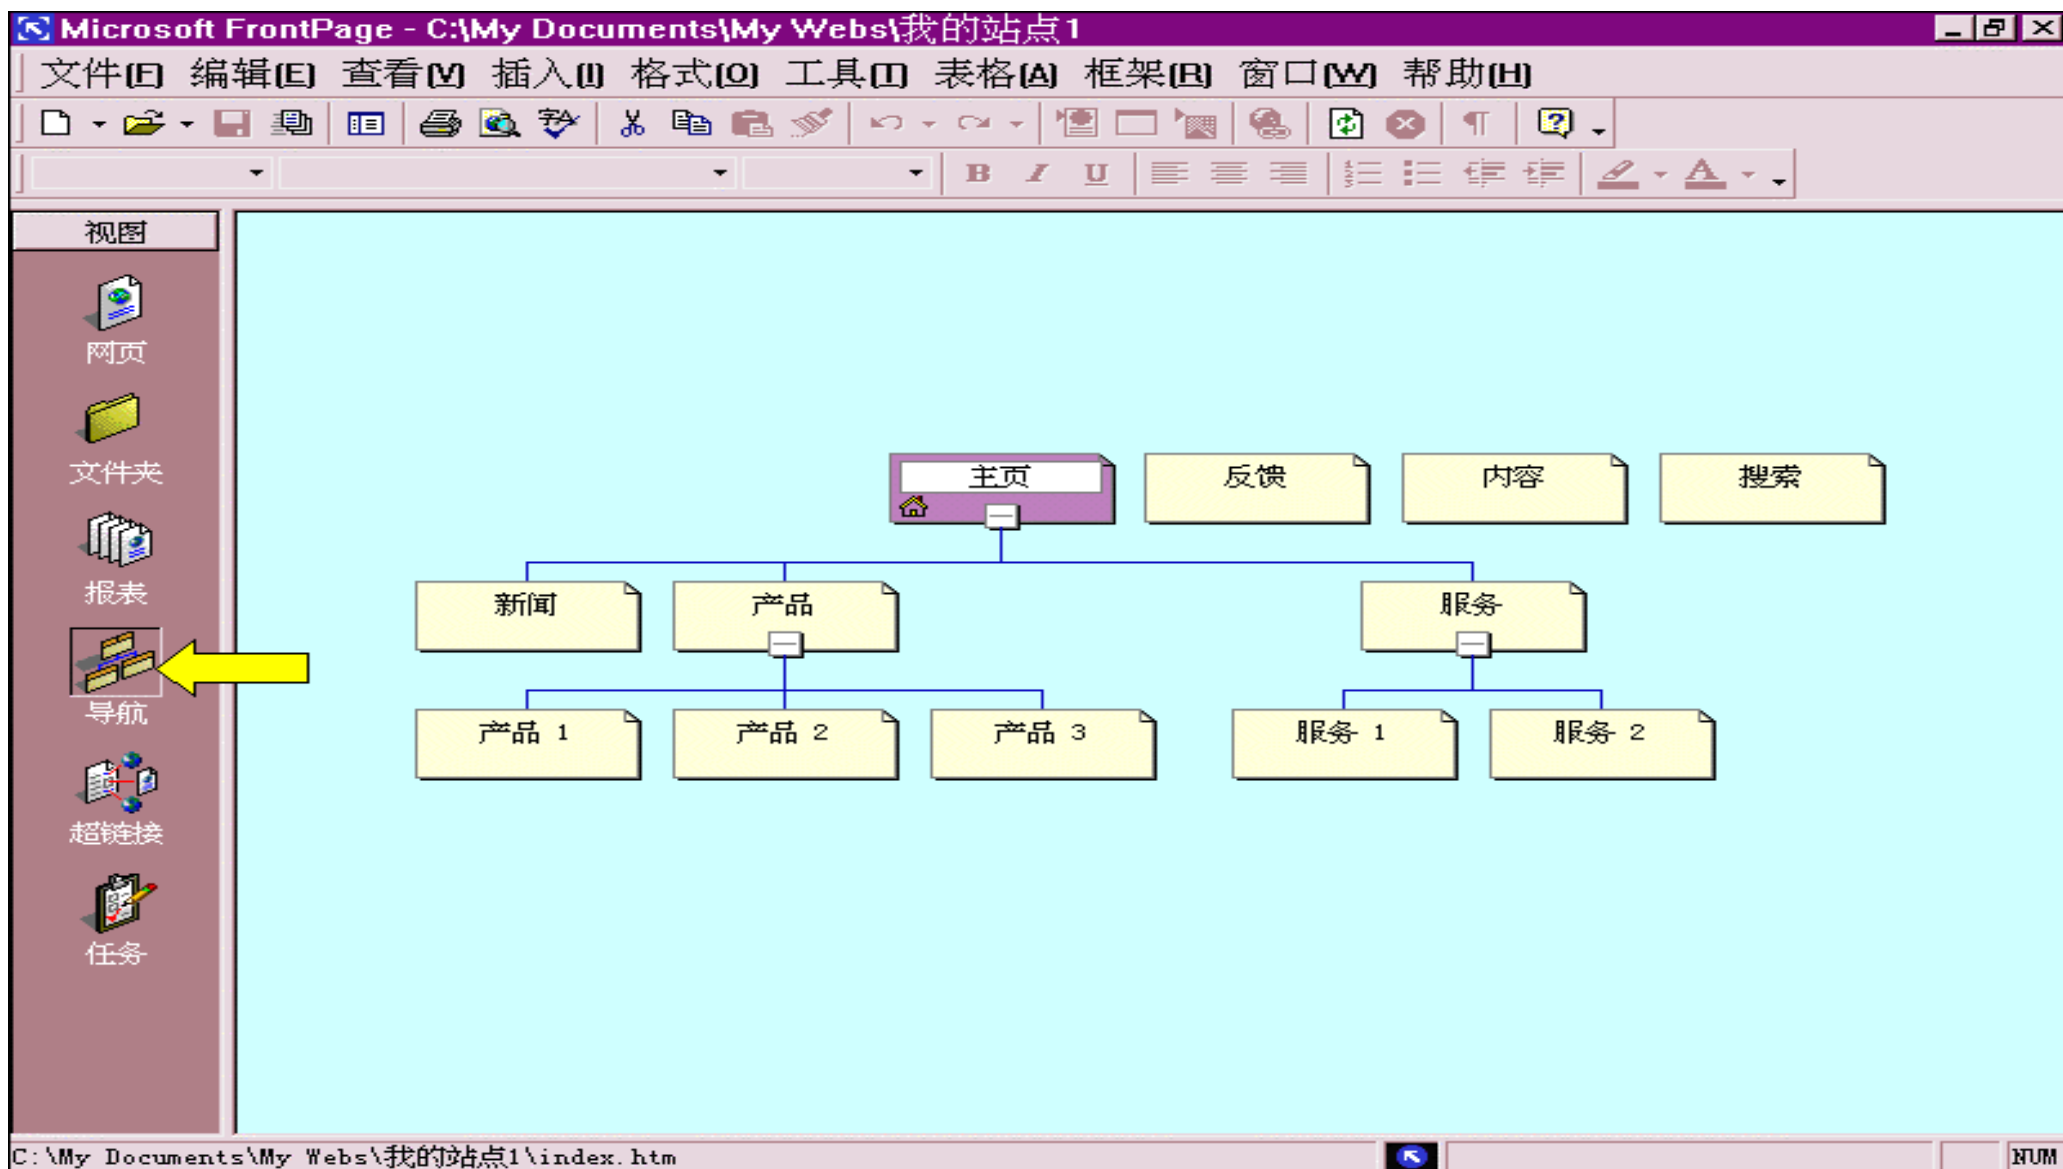 Microsoft FrontPage - C:\My Documents\My Webs\我的站点1
文件(F) 编辑(E) 查看(V) 插入(I) 格式(O) 工具(T) 表格(A) 框架(R) 窗口(W) 帮助(H)
B I U A
视图
网页
文件夹
报表
导航
超链接
任务
主页 反馈 内容 搜索
新闻 产品 服务
产品 1 产品 2 产品 3 服务 1 服务 2
C:\My Documents\My Webs\我的站点1\index.htm NUM